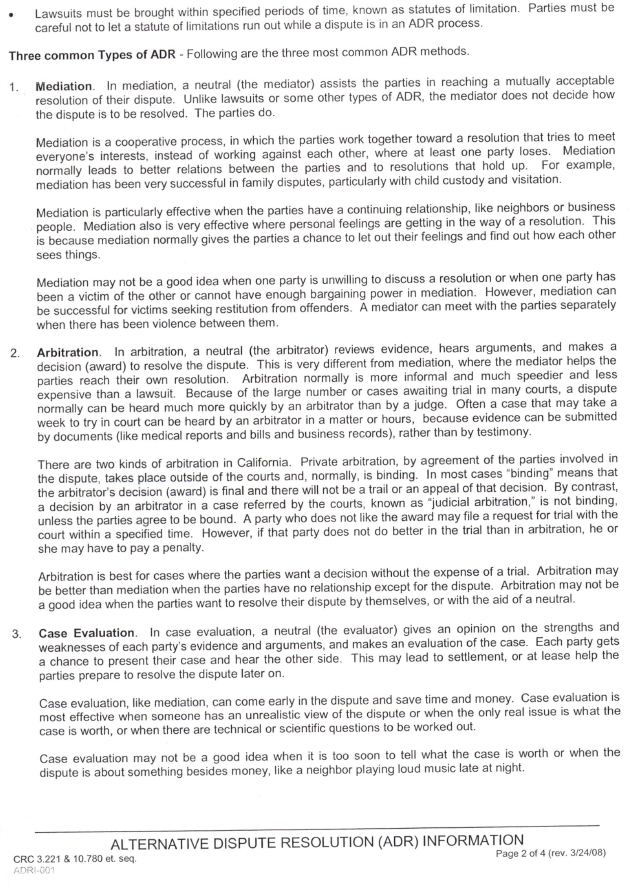 • Lawsuits must be brought within specified periods of time, known as statutes of limitation. Parties must be
careful not to let a statute of limitations run out while a dispute is in an ADR process.
Three common Types of ADR - Following are the three most common ADR methods.
1. Mediation. In mediation, a neutral (the mediator) assists the parties in reaching a mutually acceptable
resolution of their dispute. Unlike lawsuits or some other types of ADR, the mediator does not decide how
the dispute is to be resolved. The parties do.
Mediation is a cooperative process, in which the parties work together toward a resolution that tries to meet
everyone's interests, instead of working against each other, where at least one party loses. Mediation
normally leads to better relations between the parties and to resolutions that hold up. For example,
mediation has been very successful in family disputes, particularly with child custody and visitation.
Mediation is particularly effective when the parties have a continuing relationship, like neighbors or business
people. Mediation also is very effective where personal feelings are getting in the way of a resolution. This
is because mediation normally gives the parties a chance to let out their feelings and find out how each other
sees things.
Mediation may not be a good idea when one party is unwilling to discuss a resolution or when one party has
been a victim of the other or cannot have enough bargaining power in mediation. However, mediation can
be successful for victims seeking restitution from offenders. A mediator can meet with the parties separately
when there has been violence between them.
2. Arbitration. In arbitration, a neutral (the arbitrator) reviews evidence, hears arguments, and makes a
decision (award) to resolve the dispute. This is very different from mediation, where the mediator helps the
parties reach their own resolution. Arbitration normally is more informal and much speedier and less
expensive than a lawsuit. Because of the large number or cases awaiting trial in many courts, a dispute
normally can be heard much more quickly by an arbitrator than by a judge. Often a case that may take a
week to try in court can be heard by an arbitrator in a matter or hours, because evidence can be submitted
by documents (like medical reports and bills and business records), rather than by testimony.
There are two kinds of arbitration in California. Private arbitration, by agreement of the parties involved in
the dispute, takes place outside of the courts and, normally, is binding. In most cases "binding" means that
the arbitrator's decision (award) is final and there will not be a trail or an appeal of that decision. By contrast,
a decision by an arbitrator in a case referred by the courts, known as "judicial arbitration," is not binding,
unless the parties agree to be bound. A party who does not like the award may file a request for trial with the
court within a specified time. However, if that party does not do better in the trial than in arbitration, he or
she may have to pay a penalty.
Arbitration is best for cases where the parties want a decision without the expense of a trial. Arbitration may
be better than mediation when the parties have no relationship except for the dispute. Arbitration may not be
a good idea when the parties want to resolve their dispute by themselves, or with the aid of a neutral.
3. Case Evaluation. In case evaluation, a neutral (the evaluator) gives an opinion on the strengths and
weaknesses of each party's evidence and arguments, and makes an evaluation of the case. Each party gets
a chance to present their case and hear the other side. This may lead to settlement, or at lease help the
parties prepare to resolve the dispute later on.
Case evaluation, like mediation, can come early in the dispute and save time and money. Case evaluation is
most effective when someone has an unrealistic view of the dispute or when the only real issue is what the
case is worth, or when there are technical or scientific questions to be worked out.
Case evaluation may not be a good idea when it is too soon to tell what the case is worth or when the
dispute is about something besides money, like a neighbor playing loud music late at night.
ALTERNATIVE DISPUTE RESOLUTION (ADR) INFORMATION
CRC 3.221 & 10.780 et. seq. Page 2 of 4 (rev. 3/24/08)
ADRI-001